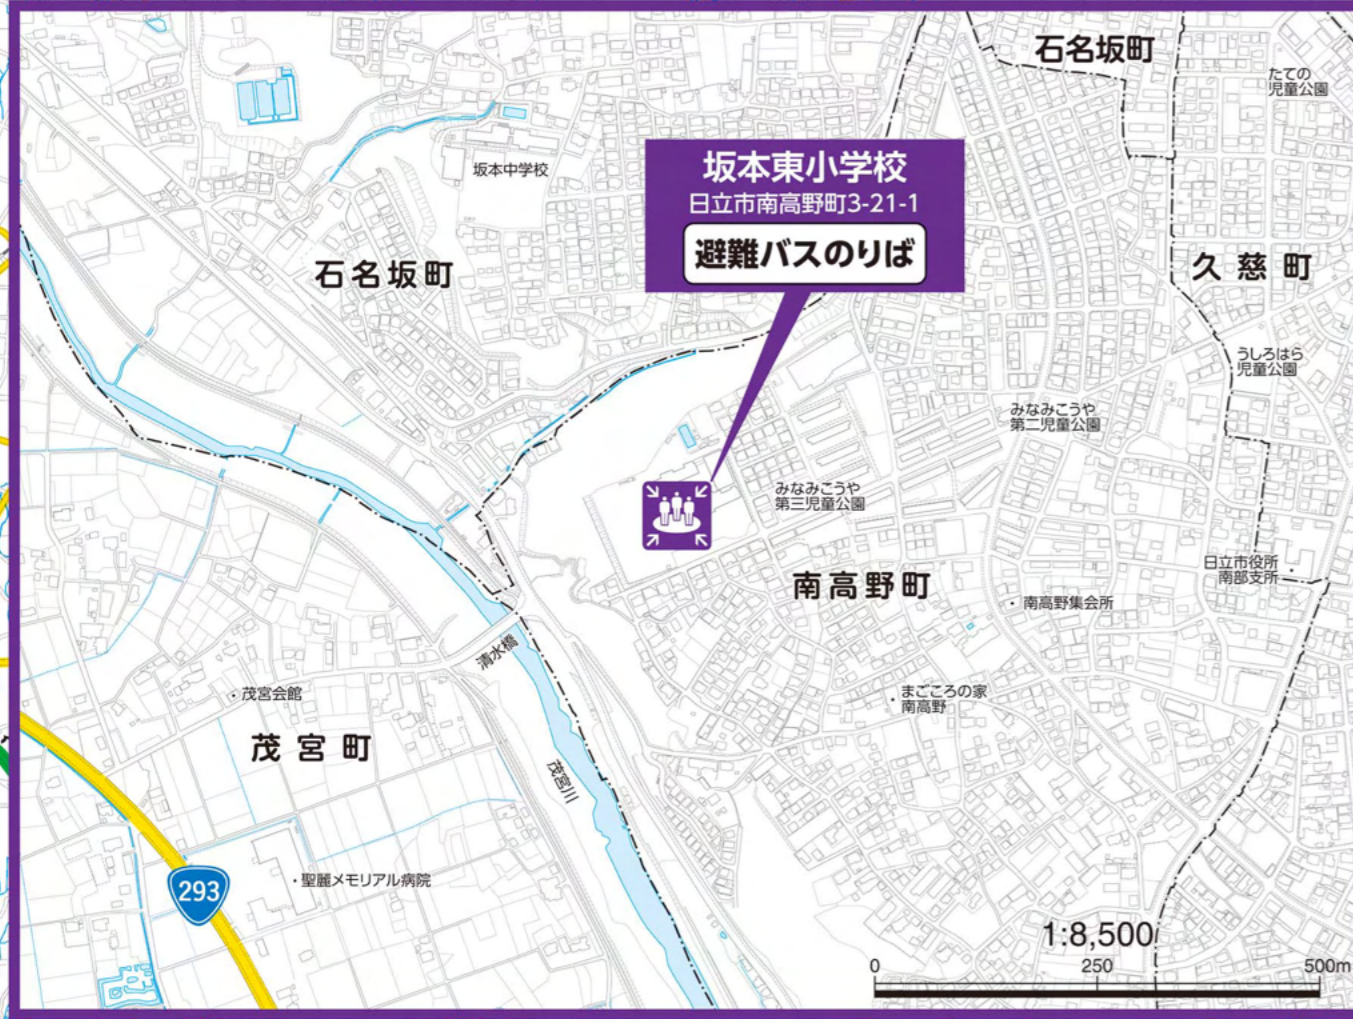 石名坂町
たての
児童公園
坂本中学校
坂本東小学校
日立市南高野町3-21-1
避難バスのりば
石名坂町
久慈町
うしろはら
児童公園
みなみこうや
第二児童公園
みなみこうや
第三児童公園
日立市役所
南部支所
南高野町
南高野集会所
清水橋
茂宮会館
まごころの家
南高野
茂宮町
茂宮川
聖麗メモリアル病院
293
1:8,500
0 250 500m